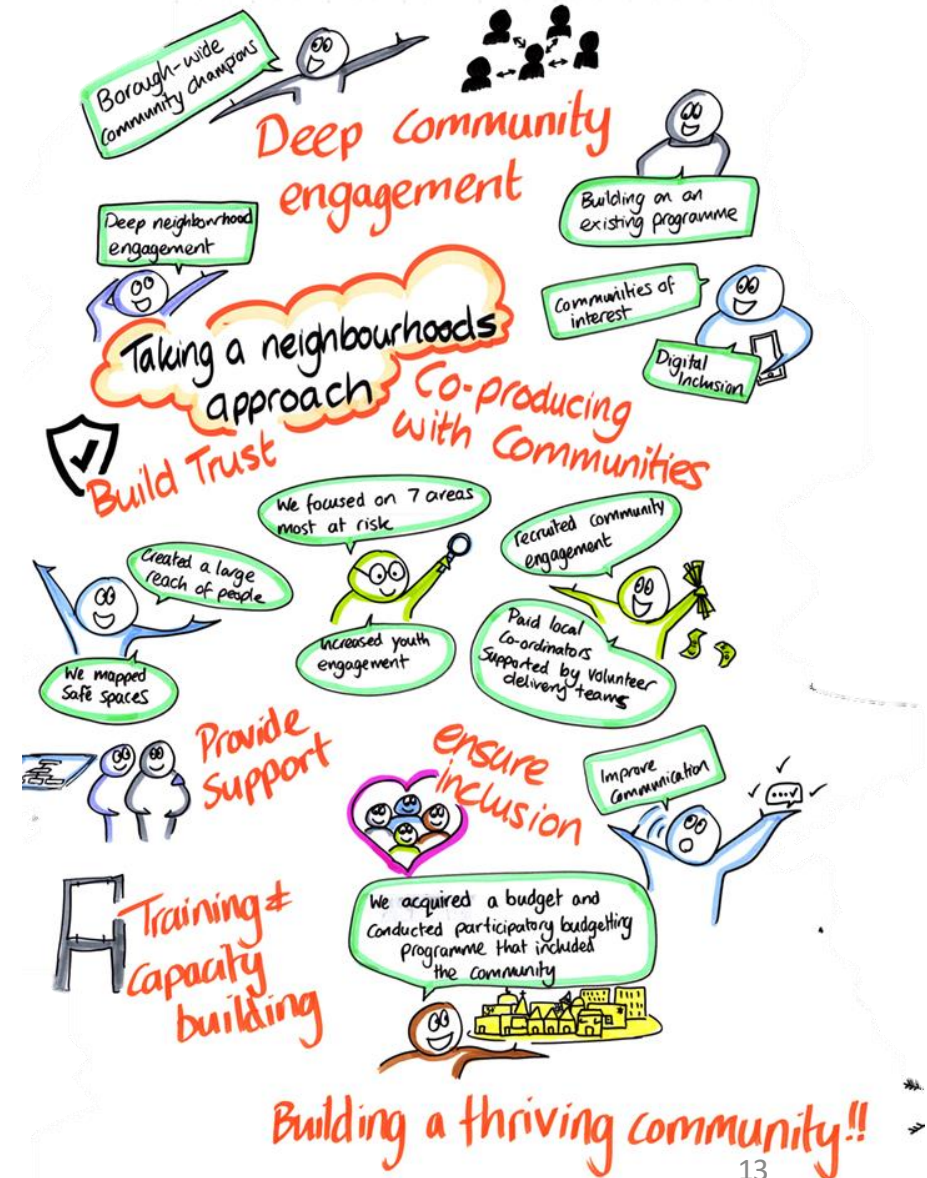 Borough-wide
community champions
Deep community
engagement
Building on an
existing programme
Deep neighbourhood
engagement
Communities of
interest
Digital
Inclusion
Taking a neighbourhoods
approach
Co-producing
with Communities
Build Trust
We focused on 7 areas
most at risk
recruited community
engagement
Created a large
reach of people
Increased youth
engagement
Paid local
Co-ordinators
Supported by volunteer
delivery teams
We mapped
Safe spaces
Provide
Support
ensure
inclusion
Improve
Communication
Training &
Capacity
building
We acquired a budget and
conducted participatory budgetting
programme that included
the community
Building a thriving community!!
13